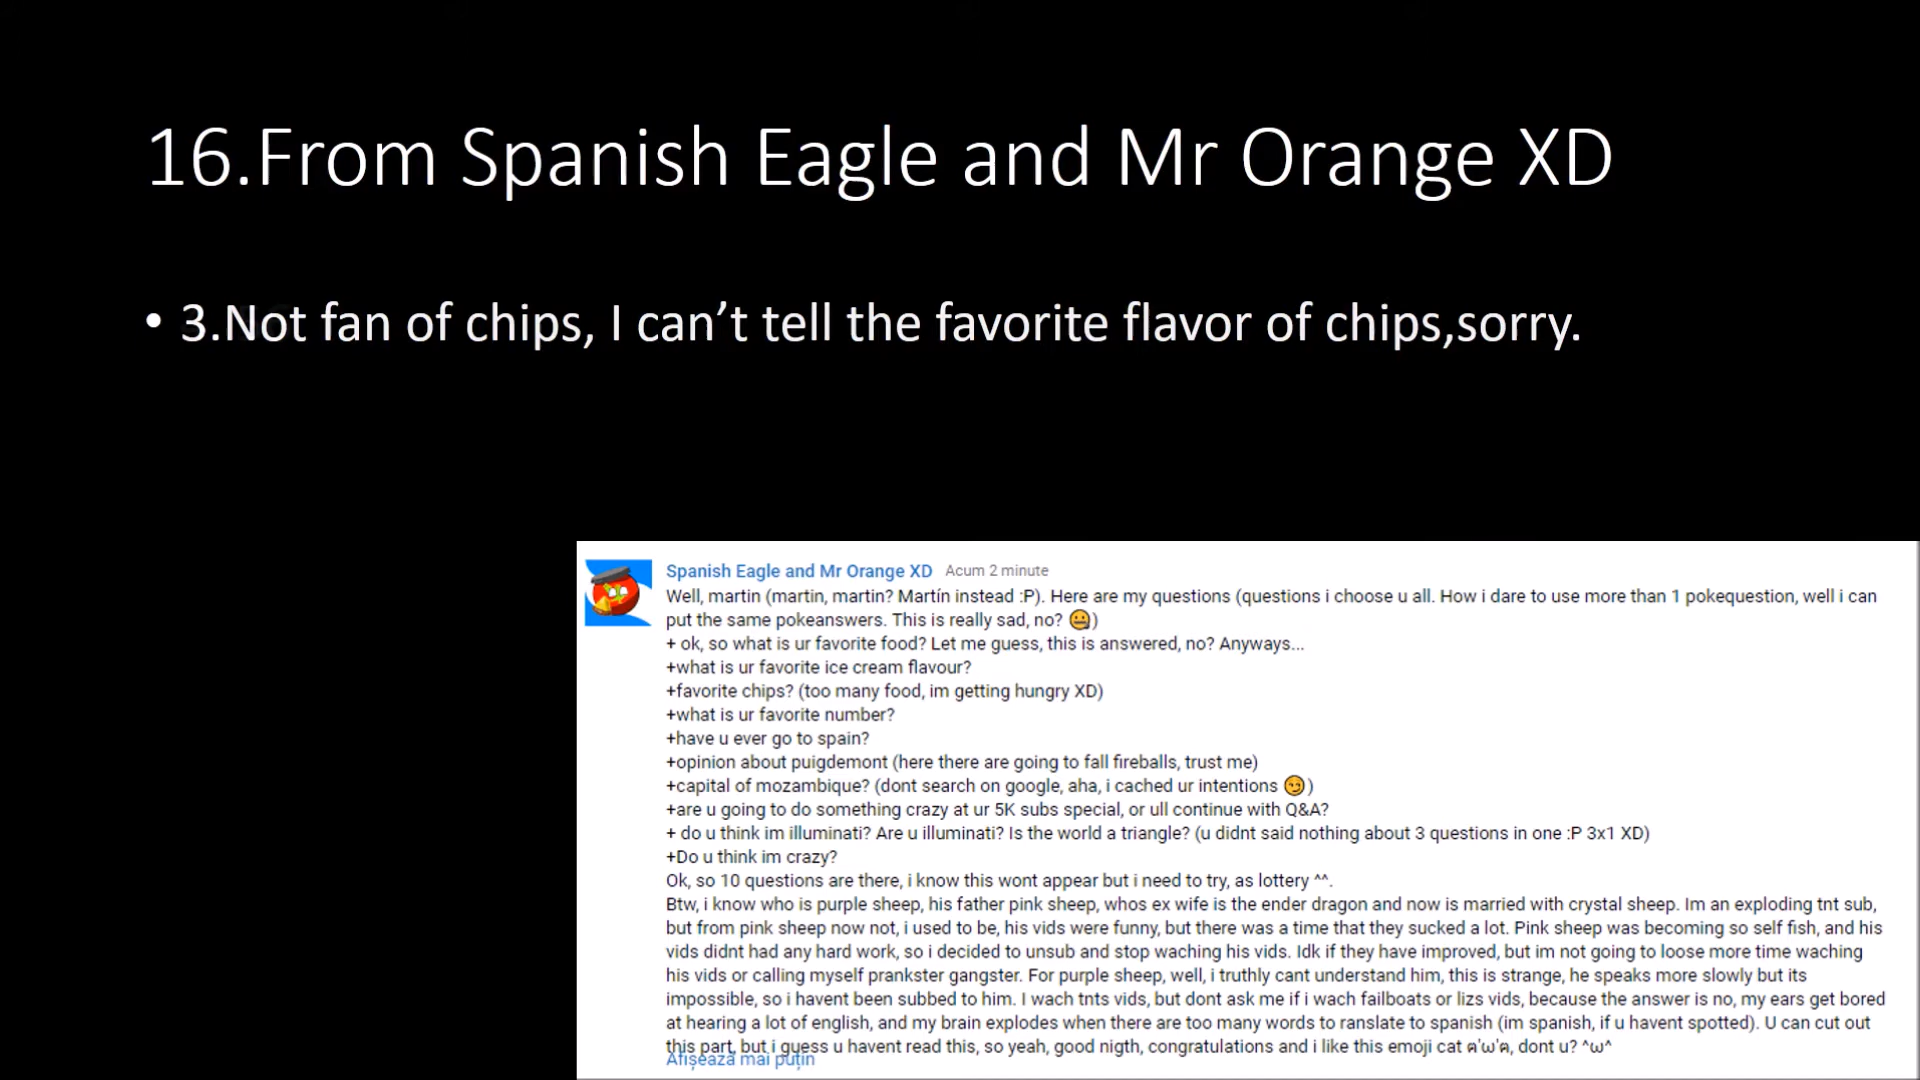 16.From Spanish Eagle and Mr Orange XD
• 3.Not fan of chips, I can’t tell the favorite flavor of chips,sorry.
Spanish Eagle and Mr Orange XD Acum 2 minute
Well, martin (martin, martin? Martín instead :P). Here are my questions (questions i choose u all. How i dare to use more than 1 pokequestion, well i can
put the same pokeanswers. This is really sad, no? 🤐)
+ ok, so what is ur favorite food? Let me guess, this is answered, no? Anyways...
+what is ur favorite ice cream flavour?
+favorite chips? (too many food, im getting hungry XD)
+what is ur favorite number?
+have u ever go to spain?
+opinion about puigdemont (here there are going to fall fireballs, trust me)
+capital of mozambique? (dont search on google, aha, i cached ur intentions 😏)
+are u going to do something crazy at ur 5K subs special, or ull continue with Q&A?
+ do u think im illuminati? Are u illuminati? Is the world a triangle? (u didnt said nothing about 3 questions in one :P 3x1 XD)
+Do u think im crazy?
Ok, so 10 questions are there, i know this wont appear but i need to try, as lottery ^^.
Btw, i know who is purple sheep, his father pink sheep, whos ex wife is the ender dragon and now is married with crystal sheep. Im an exploding tnt sub,
but from pink sheep now not, i used to be, his vids were funny, but there was a time that they sucked a lot. Pink sheep was becoming so self fish, and his
vids didnt had any hard work, so i decided to unsub and stop waching his vids. Idk if they have improved, but im not going to loose more time waching
his vids or calling myself prankster gangster. For purple sheep, well, i truthly cant understand him, this is strange, he speaks more slowly but its
impossible, so i havent been subbed to him. I wach tnts vids, but dont ask me if i wach failboats or lizs vids, because the answer is no, my ears get bored
at hearing a lot of english, and my brain explodes when there are too many words to ranslate to spanish (im spanish, if u havent spotted). U can cut out
this part, but i guess u havent read this, so yeah, good nigth, congratulations and i like this emoji cat ฅ'ω'ฅ, dont u? ^ω^
Afișează mai puțin